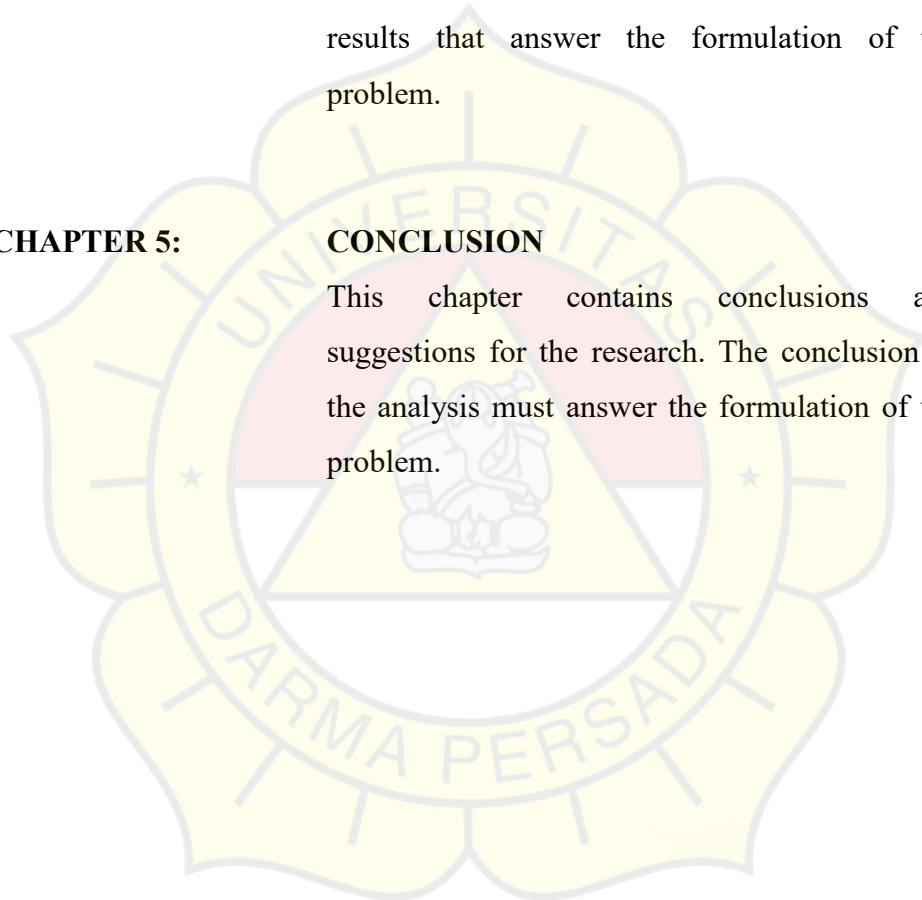 results that answer the formulation of
problem.
CHAPTER 5: CONCLUSION
This chapter contains conclusions
suggestions for the research. The conclusion
the analysis must answer the formulation of
problem.
UNIVERSITAS
DARMA PERSADA